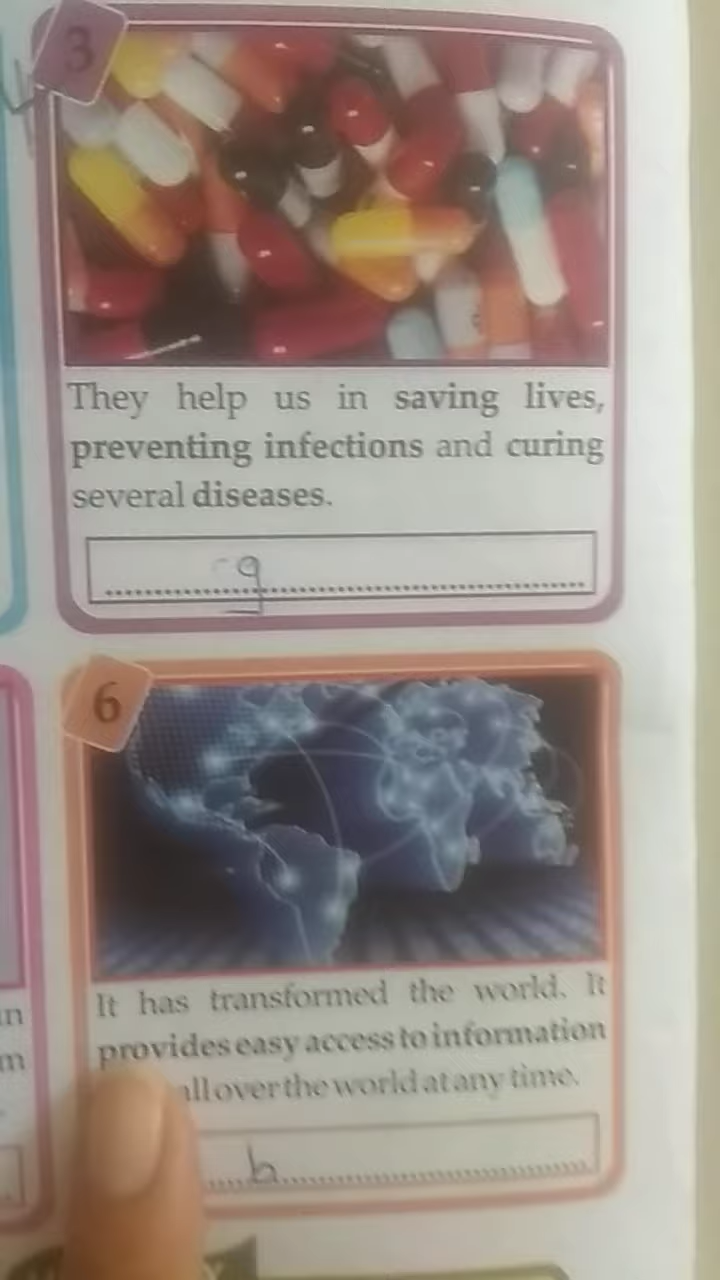 3
They help us in saving lives,
preventing infections and curing
several diseases.
g
6
It has transformed the world. It
provides easy access to information
all over the world at any time.
b
in
m